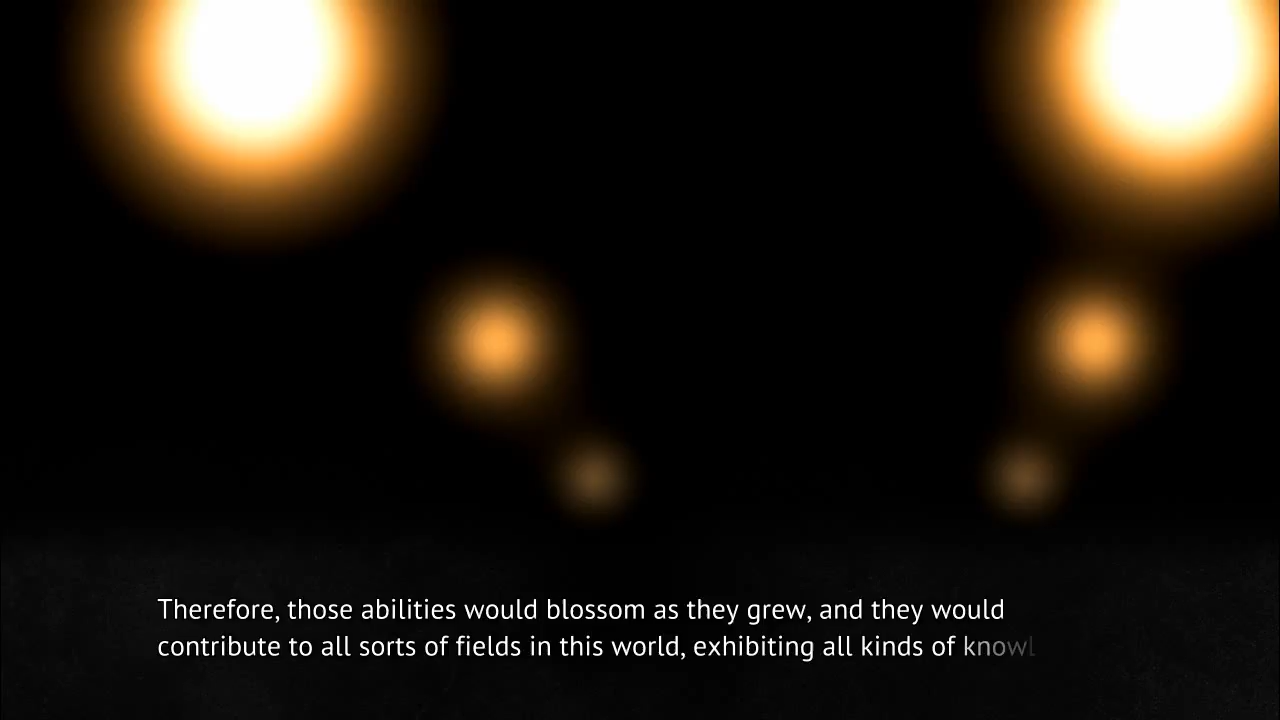 Therefore, those abilities would blossom as they grew, and they would
contribute to all sorts of fields in this world, exhibiting all kinds of knowl